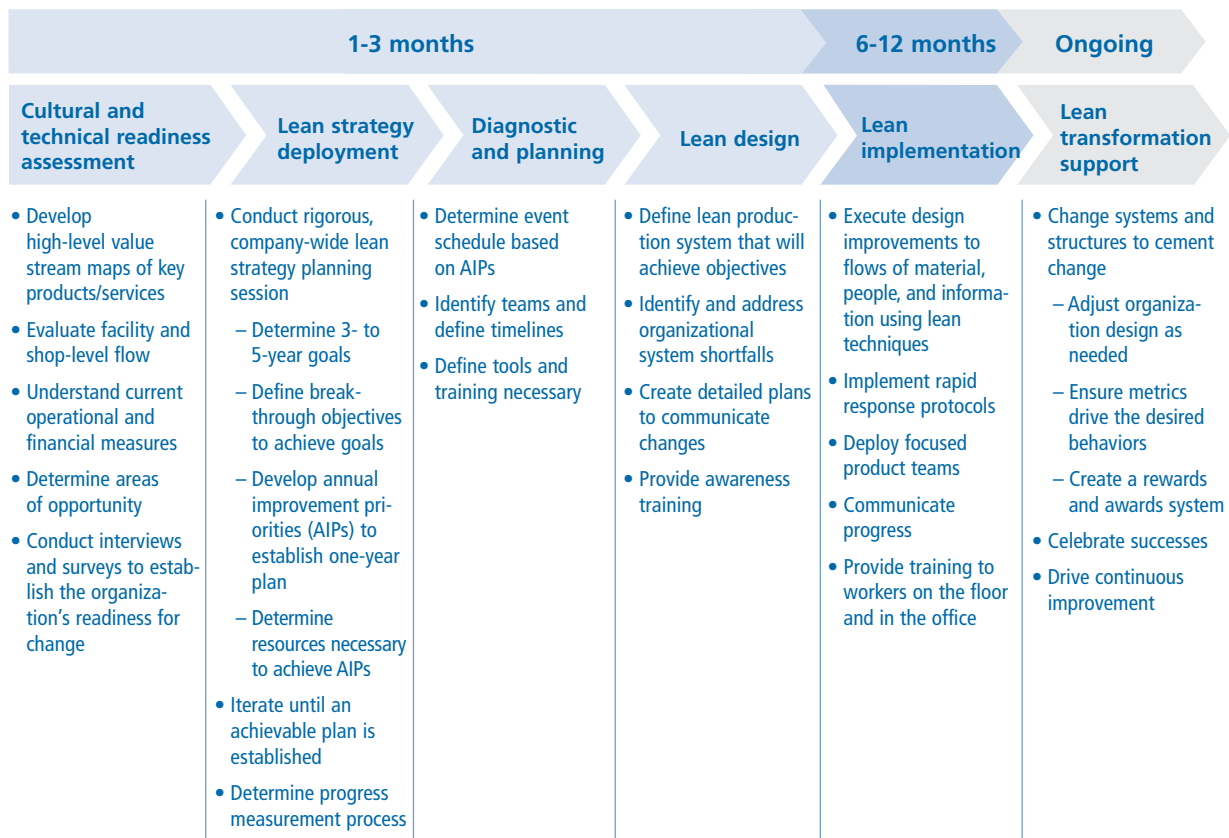 1-3 months
6-12 months
Ongoing
Cultural and
technical readiness
assessment
Lean strategy
deployment
Diagnostic
and planning
Lean design
Lean
implementation
Lean
transformation
support
• Develop
high-level value
stream maps of key
products/services
• Evaluate facility and
shop-level flow
• Understand current
operational and
financial measures
• Determine areas
of opportunity
• Conduct interviews
and surveys to estab-
lish the organiza-
tion's readiness for
change
• Conduct rigorous,
company-wide lean
strategy planning
session
– Determine 3- to
5-year goals
– Define break-
through objectives
to achieve goals
– Develop annual
improvement pri-
orities (AIPs) to
establish one-year
plan
– Determine
resources necessary
to achieve AIPs
• Iterate until an
achievable plan is
established
• Determine progress
measurement process
• Determine event
schedule based
on AIPs
• Identify teams and
define timelines
• Define tools and
training necessary
• Define lean produc-
tion system that will
achieve objectives
• Identify and address
organizational
system shortfalls
• Create detailed plans
to communicate
changes
• Provide awareness
training
• Execute design
improvements to
flows of material,
people, and informa-
tion using lean
techniques
• Implement rapid
response protocols
• Deploy focused
product teams
• Communicate
progress
• Provide training to
workers on the floor
and in the office
• Change systems and
structures to cement
change
– Adjust organiza-
tion design as
needed
– Ensure metrics
drive the desired
behaviors
– Create a rewards
and awards system
• Celebrate successes
• Drive continuous
improvement